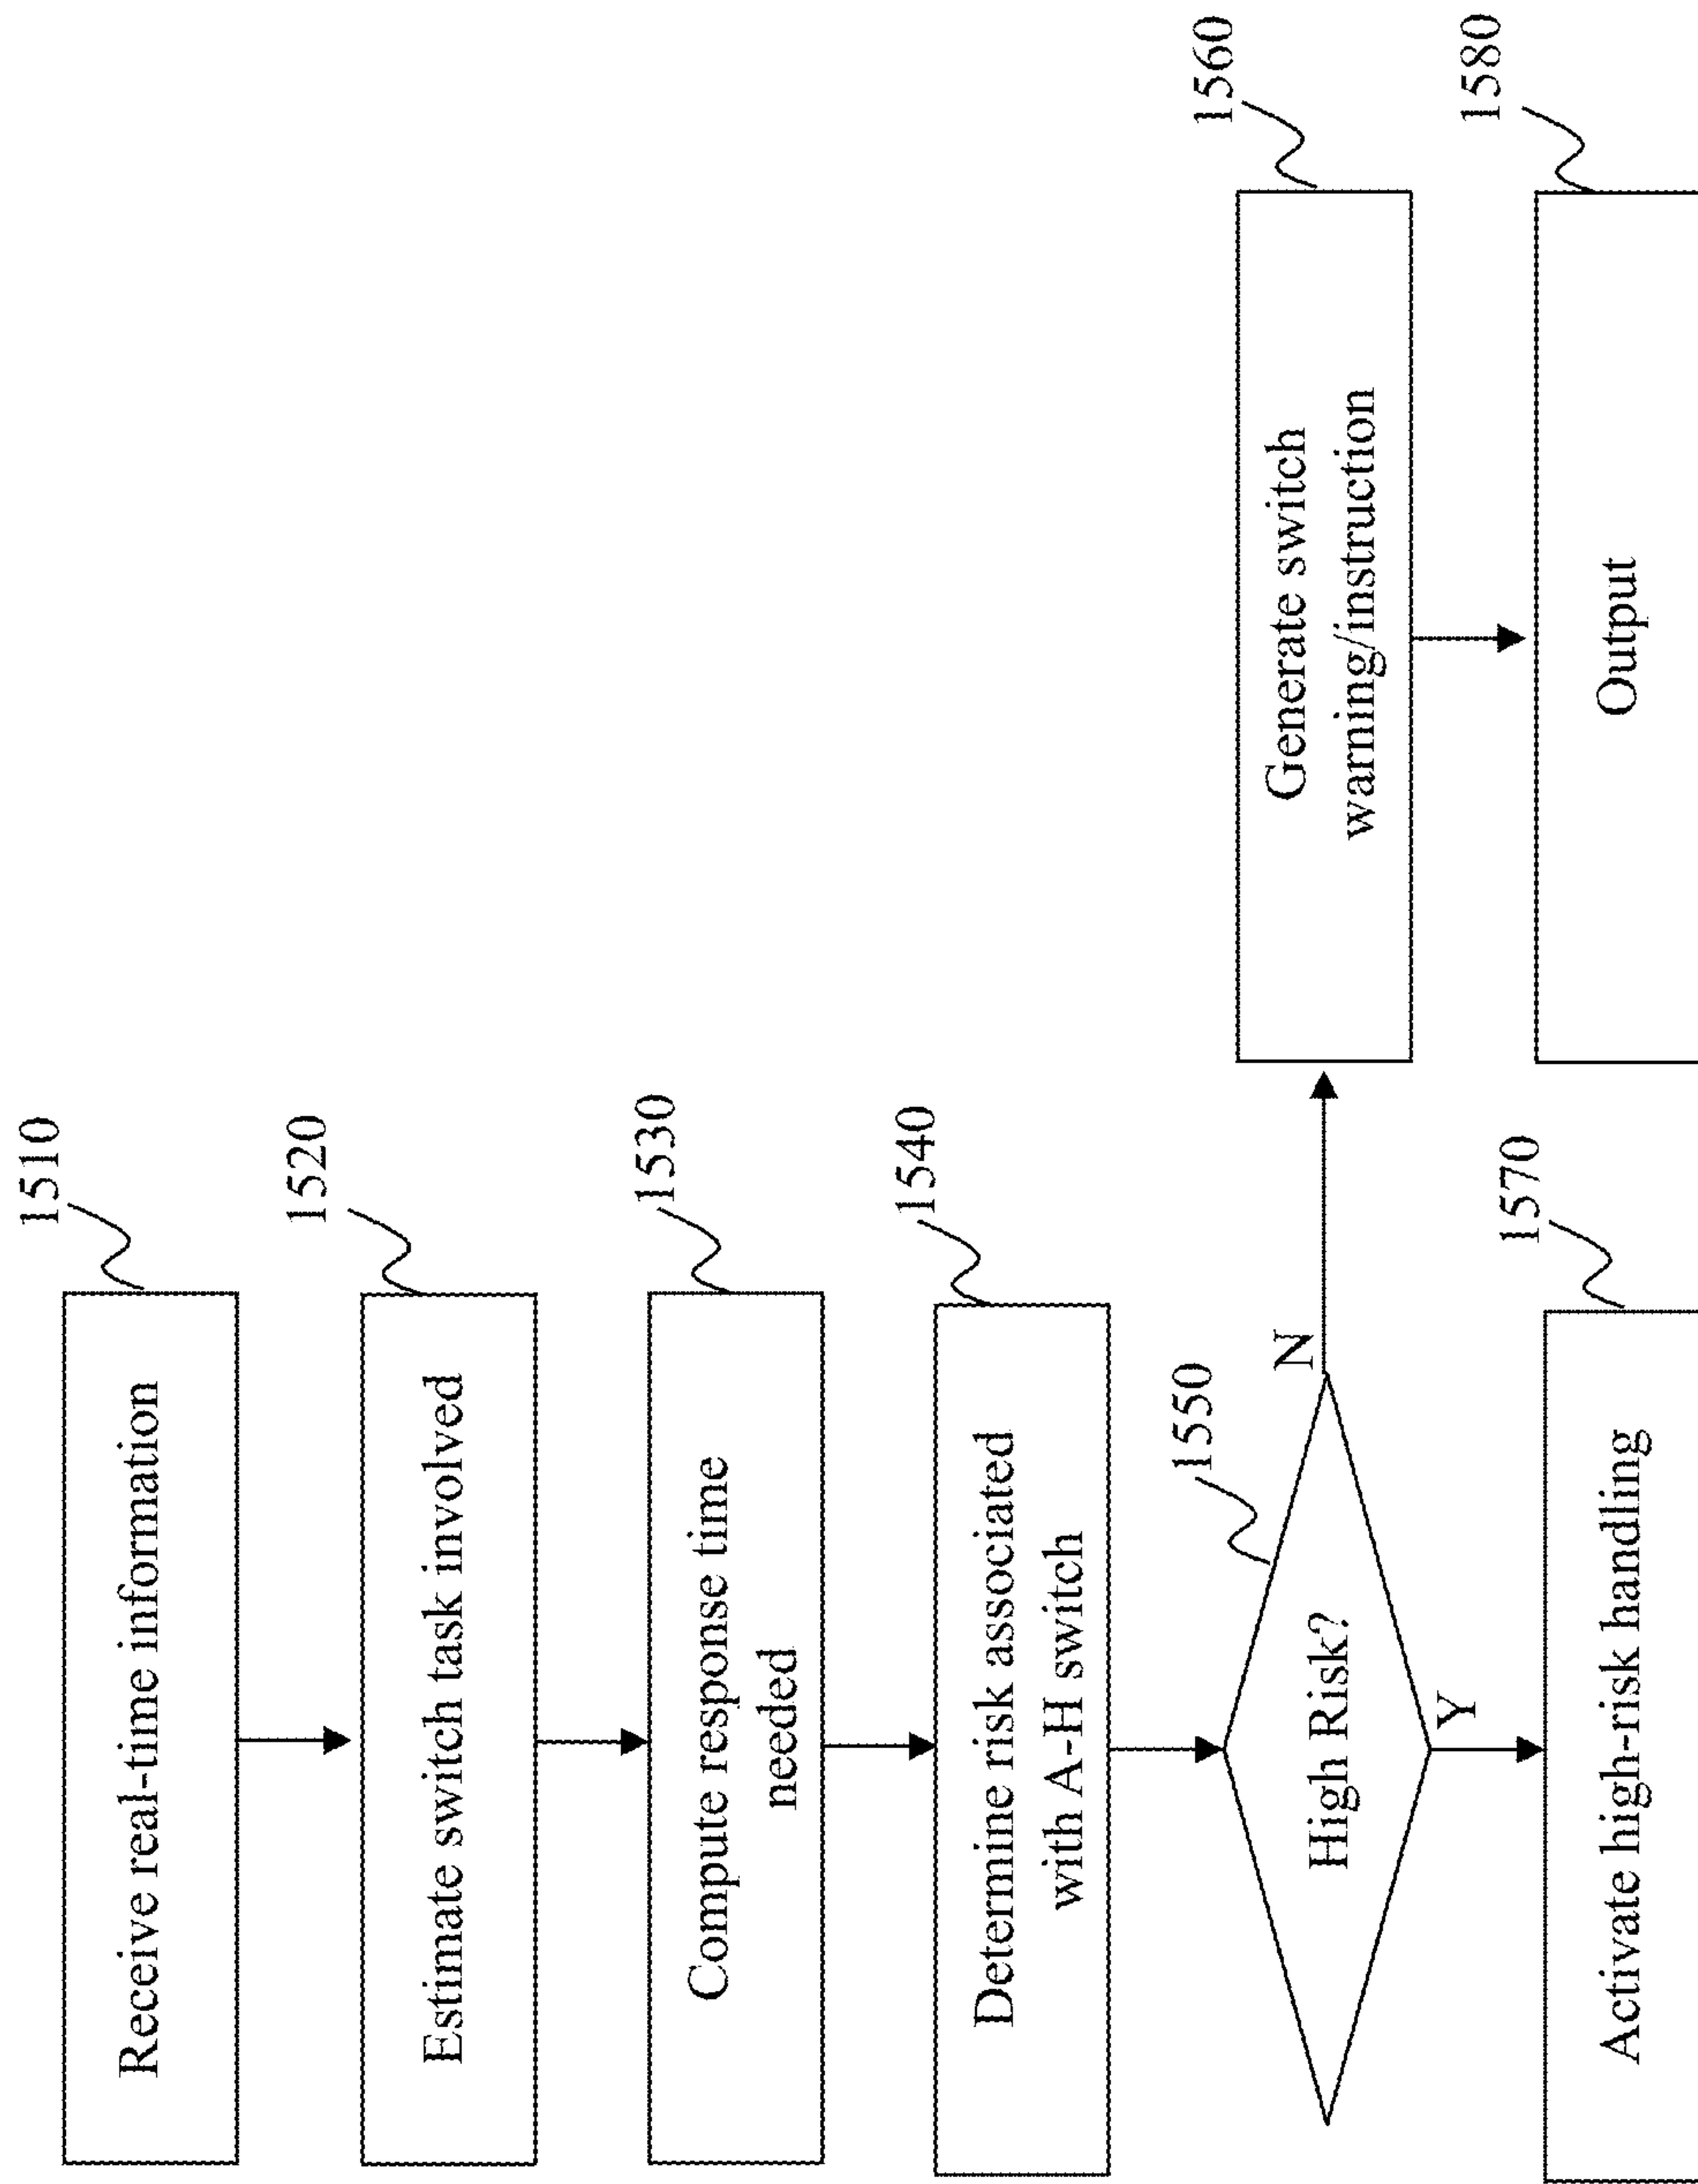 1510
Receive real-time information
1520
Estimate switch task involved
1530
Compute response time
needed
1540
Determine risk associated
with A-H switch
1550
High Risk?
N
Y
1560
Generate switch
warning/instruction
1570
Activate high-risk handling
1580
Output